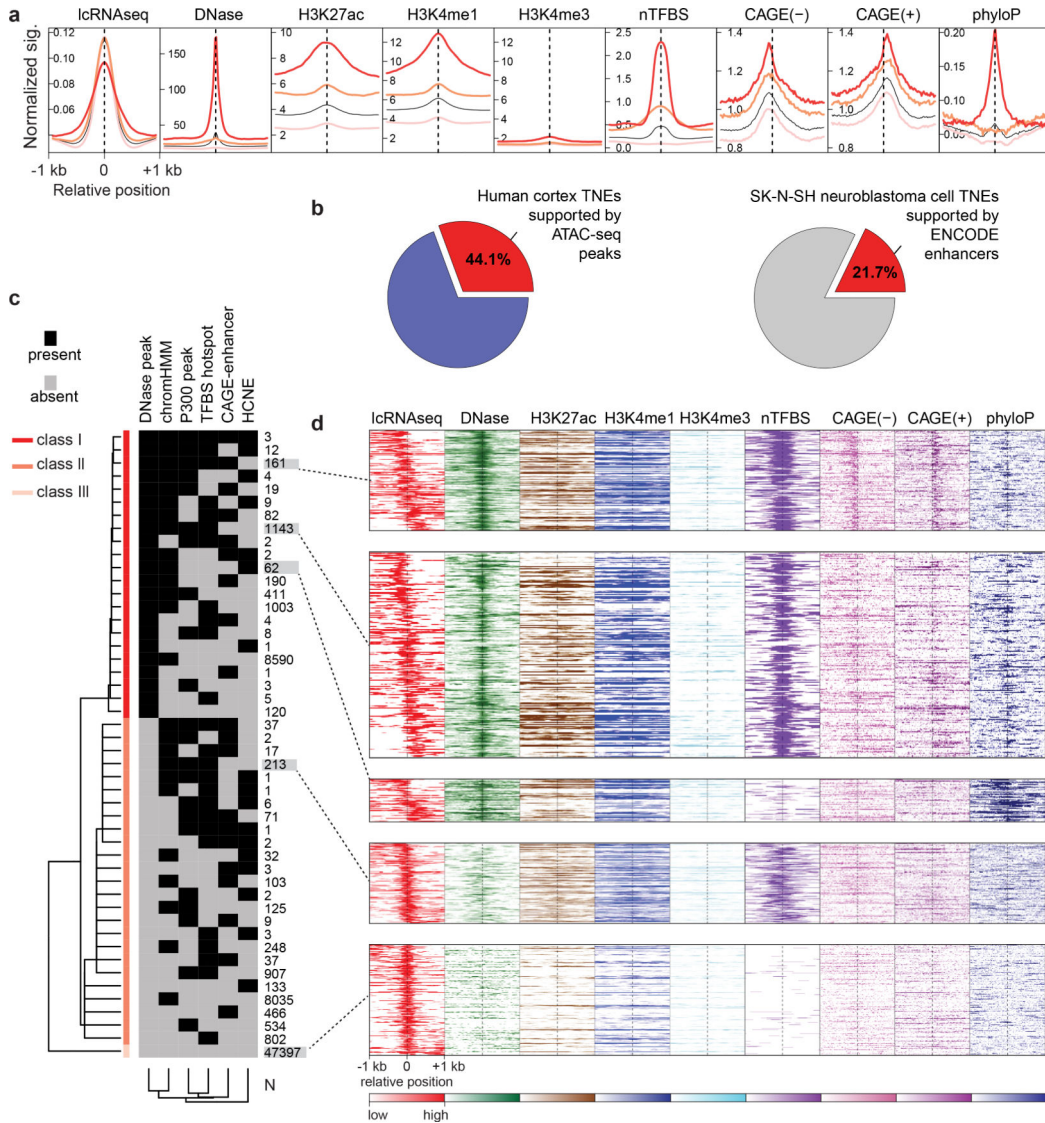 a
lcRNAseq DNase H3K27ac H3K4me1 H3K4me3 nTFBS CAGE(−) CAGE(+) phyloP
Normalized sig.
0.12 0.10 0.08 0.06
150 100 50
10 8 6 4 2
12 10 8 6 4 2
12 10 8 6 4 2
2.5 2.0 1.5 1.0 0.5 0.0
1.4 1.2 1.0 0.8
1.4 1.2 1.0 0.8
0.20 0.15 0.10 0.05
-1 kb 0 +1 kb
Relative position
b
Human cortex TNEs
supported by
ATAC-seq
peaks
44.1%
SK-N-SH neuroblastoma cell TNEs
supported by
ENCODE
enhancers
21.7%
c
present
absent
class I
class II
class III
DNase peak
chromHMM
P300 peak
TFBS hotspot
CAGE-enhancer
HCNE
3
12
161
4
19
9
82
1143
2
2
62
190
411
1003
4
8
1
8590
1
3
5
120
37
2
17
213
1
1
6
71
1
2
32
3
103
2
125
9
3
248
37
907
133
8035
466
534
802
47397
N
d
lcRNAseq DNase H3K27ac H3K4me1 H3K4me3 nTFBS CAGE(−) CAGE(+) phyloP
-1 kb 0 +1 kb
relative position
low high